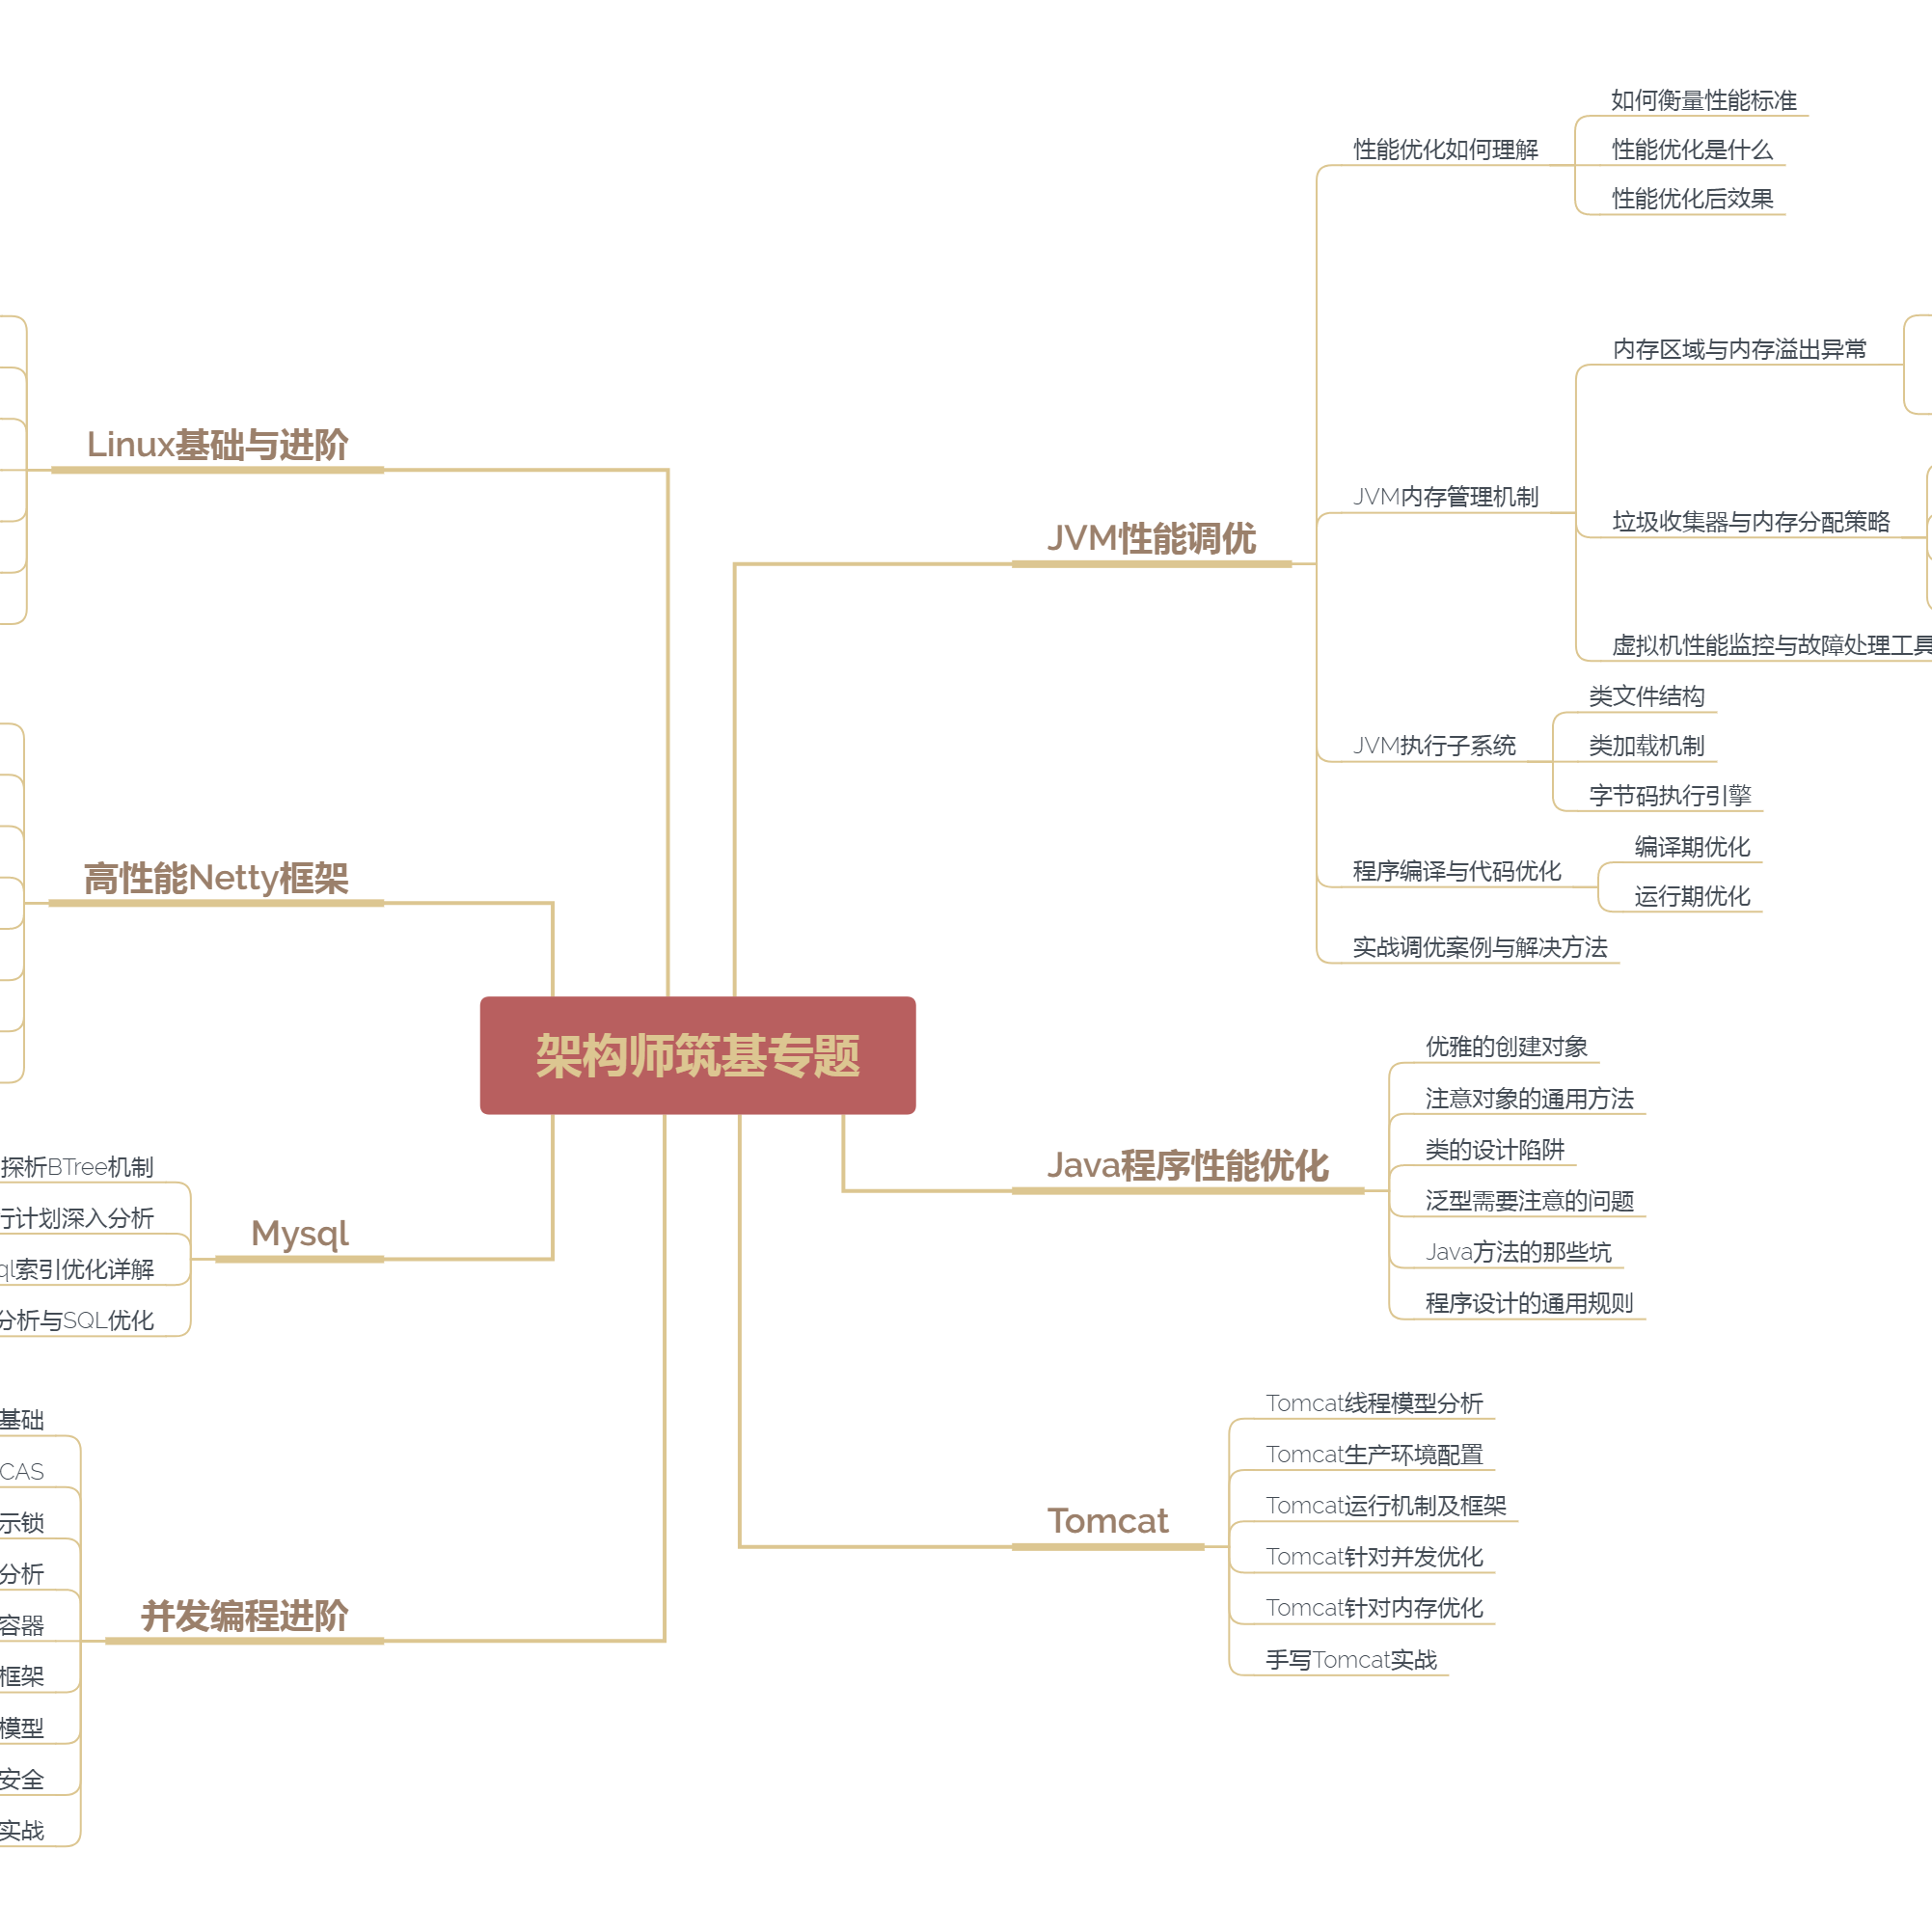 架构师筑基专题
JVM性能调优
性能优化如何理解
如何衡量性能标准
性能优化是什么
性能优化后效果
JVM内存管理机制
内存区域与内存溢出异常
垃圾收集器与内存分配策略
虚拟机性能监控与故障处理工具
JVM执行子系统
类文件结构
类加载机制
字节码执行引擎
程序编译与代码优化
编译期优化
运行期优化
实战调优案例与解决方法
Java程序性能优化
优雅的创建对象
注意对象的通用方法
类的设计陷阱
泛型需要注意的问题
Java方法的那些坑
程序设计的通用规则
Tomcat
Tomcat线程模型分析
Tomcat生产环境配置
Tomcat运行机制及框架
Tomcat针对并发优化
Tomcat针对内存优化
手写Tomcat实战
Linux基础与进阶
高性能Netty框架
Mysql
探析BTree机制
行计划深入分析
ql索引优化详解
分析与SQL优化
并发编程进阶
基础
CAS
示锁
分析
容器
框架
模型
安全
实战